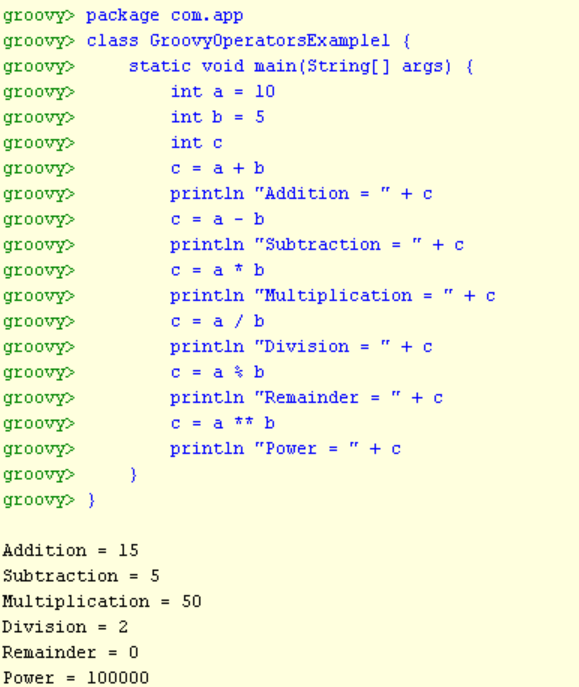 groovy> package com.app
groovy> class GroovyOperatorsExample1 {
groovy>     static void main(String[] args) {
groovy>         int a = 10
groovy>         int b = 5
groovy>         int c
groovy>         c = a + b
groovy>         println "Addition = " + c
groovy>         c = a - b
groovy>         println "Subtraction = " + c
groovy>         c = a * b
groovy>         println "Multiplication = " + c
groovy>         c = a / b
groovy>         println "Division = " + c
groovy>         c = a % b
groovy>         println "Remainder = " + c
groovy>         c = a ** b
groovy>         println "Power = " + c
groovy>     }
groovy> }

Addition = 15
Subtraction = 5
Multiplication = 50
Division = 2
Remainder = 0
Power = 100000